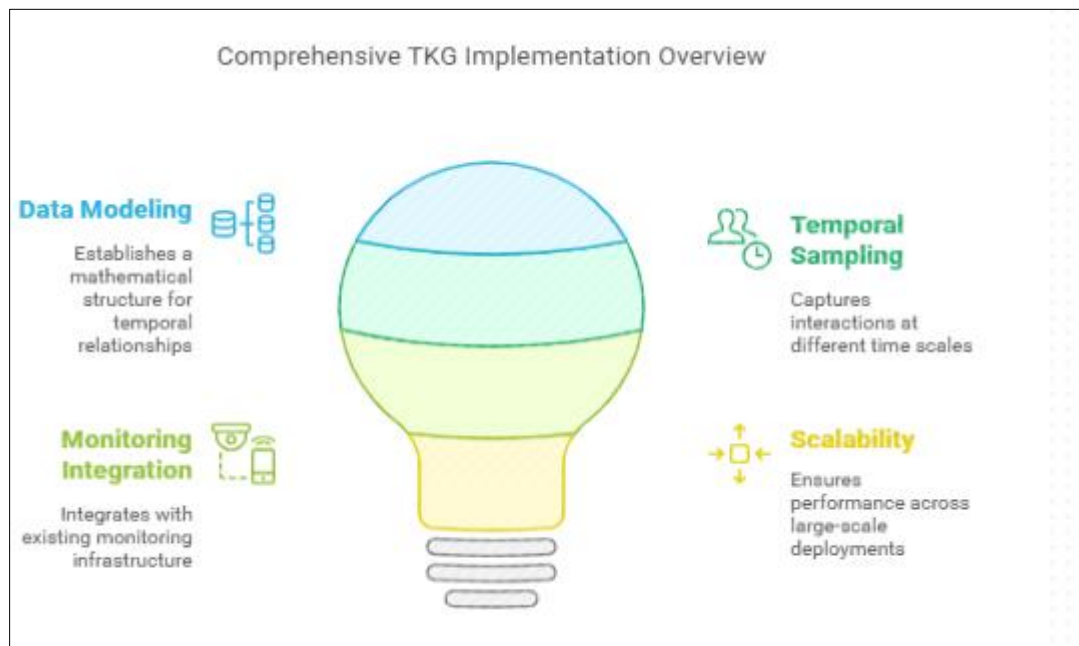 Comprehensive TKG Implementation Overview
Data Modeling
Establishes a
mathematical
structure for
temporal
relationships
Temporal
Sampling
Captures
interactions at
different time scales
Monitoring
Integration
Integrates with
existing monitoring
infrastructure
Scalability
Ensures
performance across
large-scale
deployments